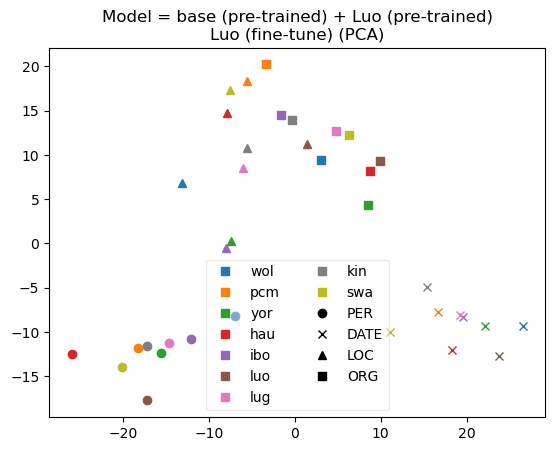 Model = base (pre-trained) + Luo (pre-trained)
Luo (fine-tune) (PCA)
20
15
10
5
0
−5
−10
−15
wol kin
pcm swa
yor PER
hau DATE
ibo LOC
luo ORG
lug
−20 −10 0 10 20